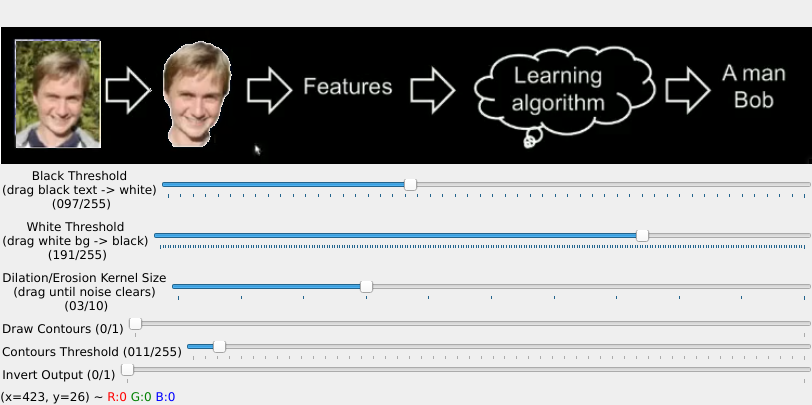 Features
Learning
algorithm
A man
Bob
Black Threshold
(drag black text -> white)
(097/255)
White Threshold
(drag white bg -> black)
(191/255)
Dilation/Erosion Kernel Size
(drag until noise clears)
(03/10)
Draw Contours (0/1)
Contours Threshold (011/255)
Invert Output (0/1)
(x=423, y=26) ~ R:0 G:0 B:0